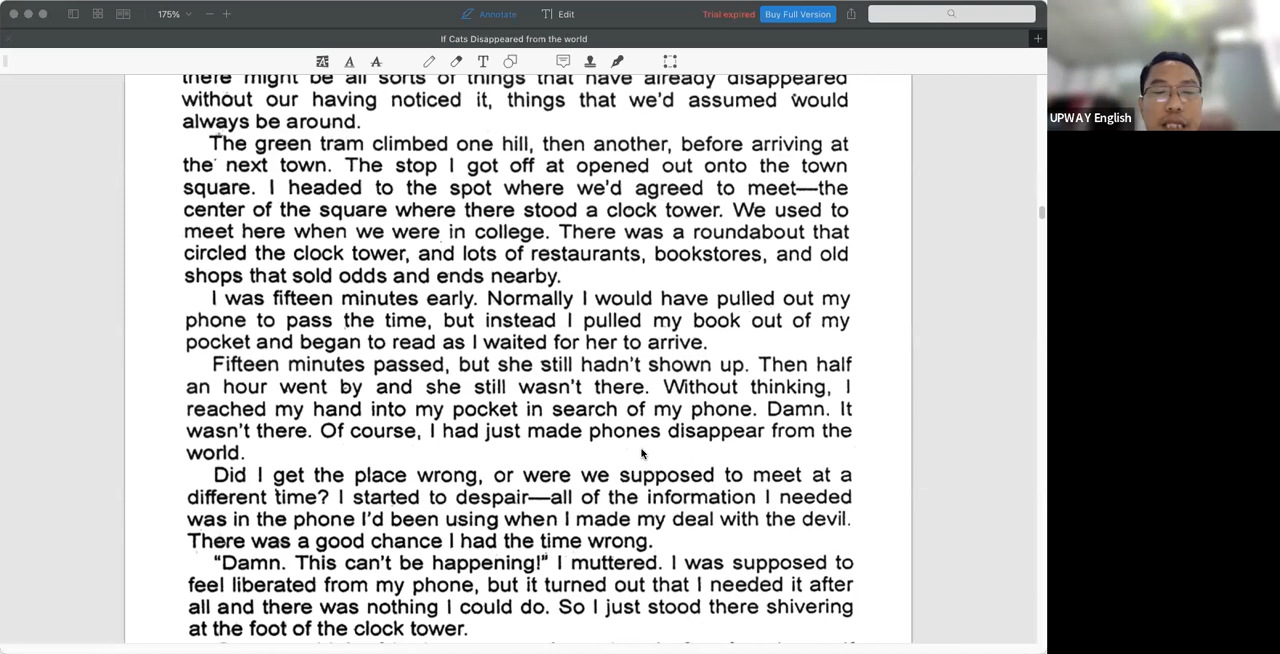 175%
Annotate
Edit
Trial expired
Buy Full Version
If Cats Disappeared from the world
there might be all sorts of things that have already disappeared
without our having noticed it, things that we'd assumed would
always be around.
The green tram climbed one hill, then another, before arriving at
the next town. The stop I got off at opened out onto the town
square. I headed to the spot where we'd agreed to meet—the
center of the square where there stood a clock tower. We used to
meet here when we were in college. There was a roundabout that
circled the clock tower, and lots of restaurants, bookstores, and old
shops that sold odds and ends nearby.
I was fifteen minutes early. Normally I would have pulled out my
phone to pass the time, but instead I pulled my book out of my
pocket and began to read as I waited for her to arrive.
Fifteen minutes passed, but she still hadn't shown up. Then half
an hour went by and she still wasn't there. Without thinking, I
reached my hand into my pocket in search of my phone. Damn. It
wasn't there. Of course, I had just made phones disappear from the
world.
Did I get the place wrong, or were we supposed to meet at a
different time? I started to despair—all of the information I needed
was in the phone I'd been using when I made my deal with the devil.
There was a good chance I had the time wrong.
"Damn. This can't be happening!" I muttered. I was supposed to
feel liberated from my phone, but it turned out that I needed it after
all and there was nothing I could do. So I just stood there shivering
at the foot of the clock tower.
UPWAY English